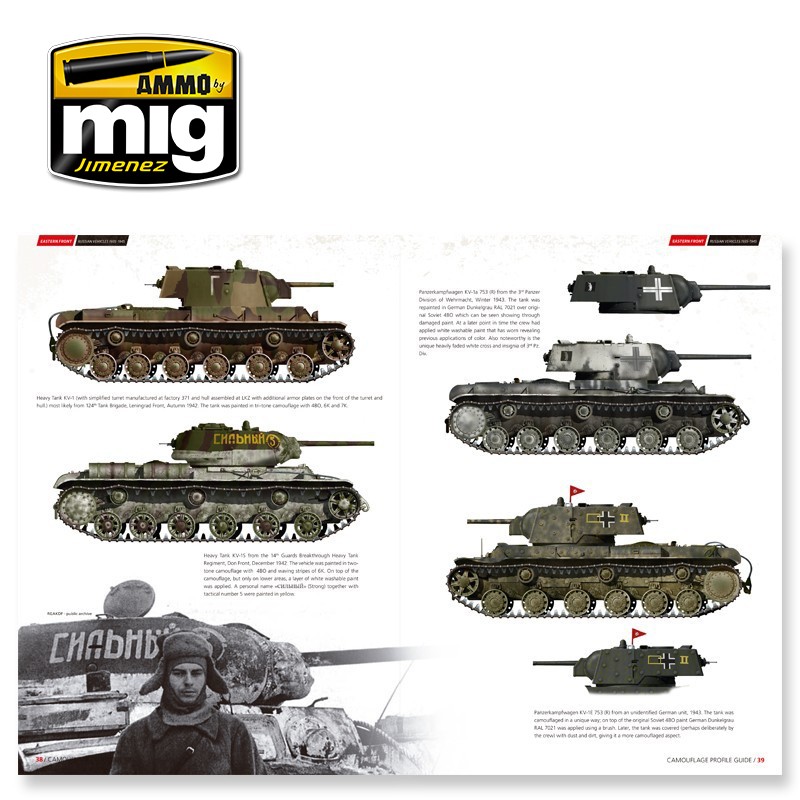 AMMO by
mig
Jimenez
EASTERN FRONT RUSSIAN VEHICLES 1935-1945
EASTERN FRONT RUSSIAN VEHICLES 1935-1945
Heavy Tank KV-1 (with simplified turret manufactured at factory 371 and hull assembled at LKZ with additional armor plates on the front of the turret and
hull) most likely from 124th Tank Brigade, Leningrad Front, Autumn 1942. The tank was painted in tri-tone camouflage with 4BO, 6K and 7K.
СИЛЬНЫЙ 5
Heavy Tank KV-1S from the 14th Guards Breakthrough Heavy Tank
Regiment, Don Front, December 1942. The vehicle was painted in two-
tone camouflage with 4BO and waving stripes of 6K. On top of the
camouflage, but only on lower areas, a layer of white washable paint
was applied. A personal name «СИЛЬНЫЙ» (Strong) together with
tactical number 5 were painted in yellow.
RGAKDF - public archive
СИЛЬНЫЙ
38 / CAMO
Panzerkampfwagen KV-1a 753 (R) from the 3rd Panzer
Division of Wehrmacht, Winter 1943. The tank was
repainted in German Dunkelgrau RAL 7021 over origi-
nal Soviet 4BO which can be seen showing through
damaged paint. At a later point in time the crew had
applied white washable paint that has worn revealing
previous applications of color. Also noteworthy is the
unique heavily faded white cross and insignia of 3rd Pz.
Div.
II
II
Panzerkampfwagen KV-1E 753 (R) from an unidentified German unit, 1943. The tank was
camouflaged in a unique way; on top of the original Soviet 4BO paint German Dunkelgrau
RAL 7021 was applied using a brush. Later, the tank was covered (perhaps deliberately by
the crew) with dust and dirt, giving it a more camouflaged aspect.
CAMOUFLAGE PROFILE GUIDE / 39